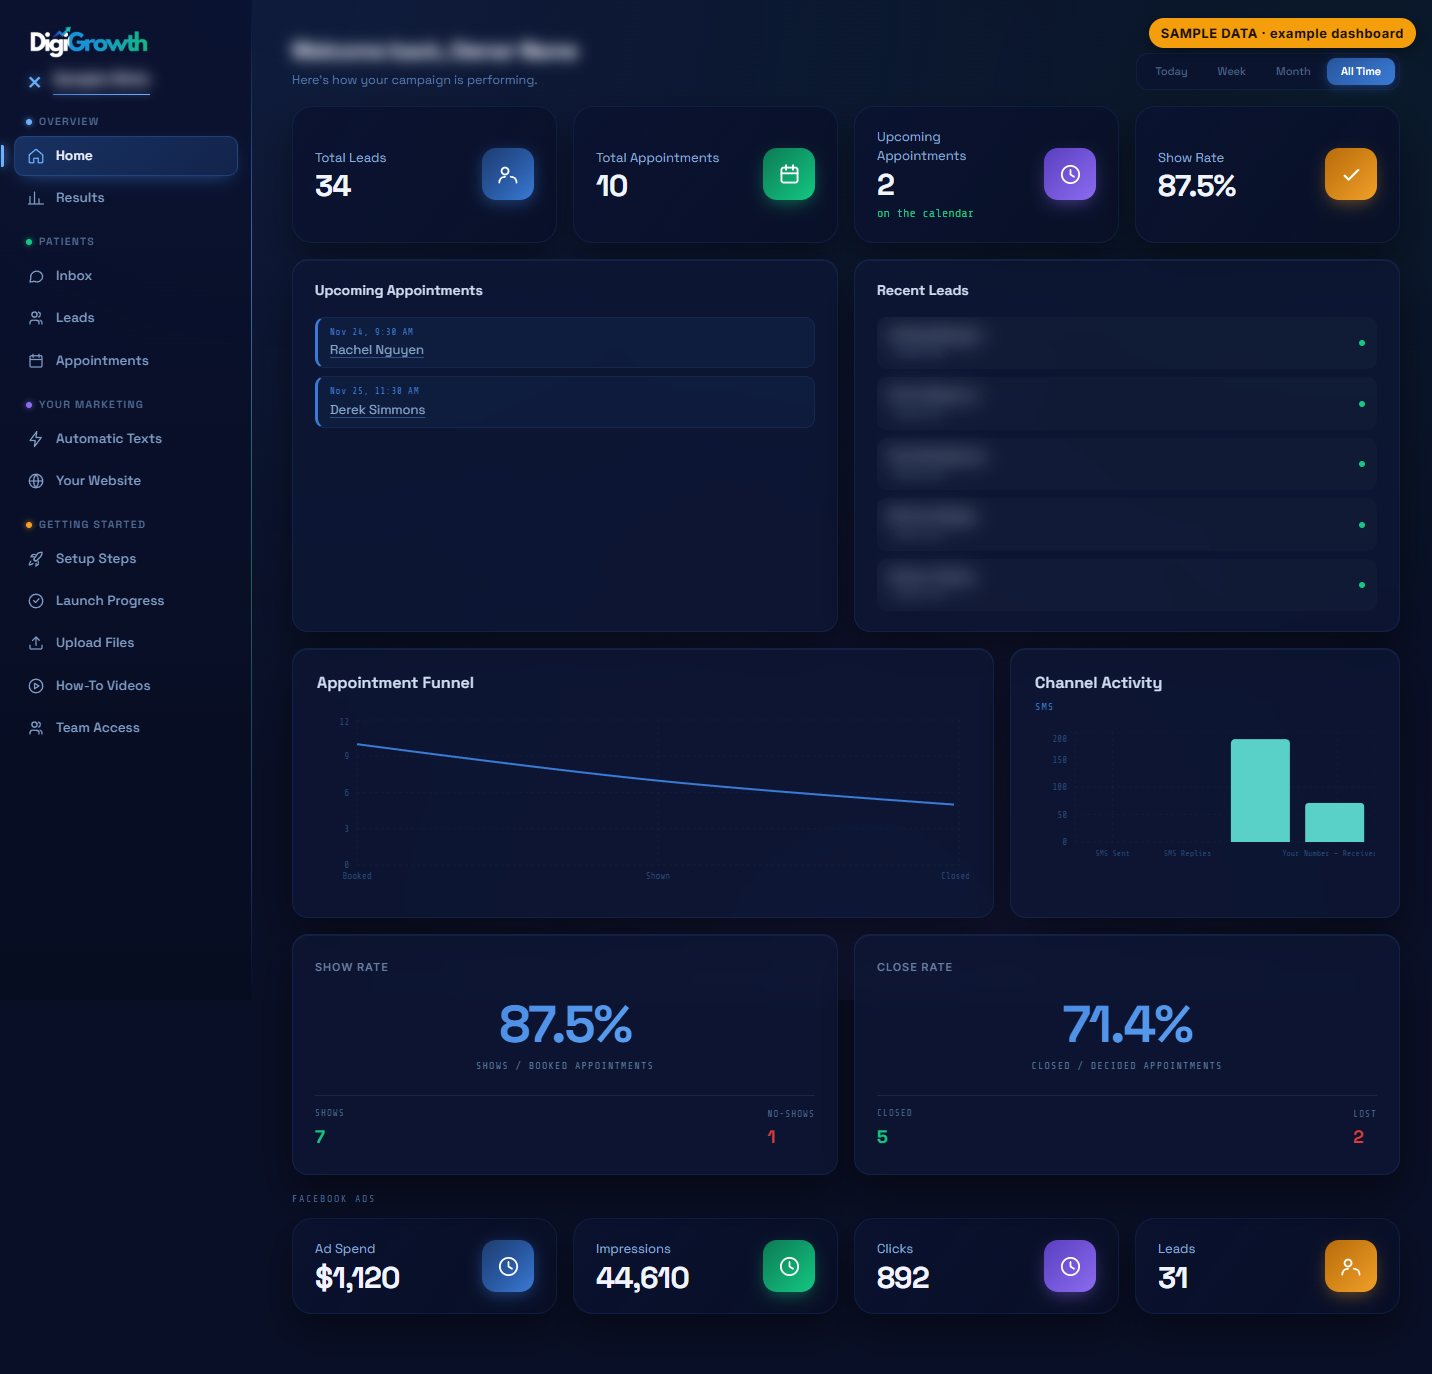 DigiGrowth
SAMPLE DATA · example dashboard
Here's how your campaign is performing.
Today
Week
Month
All Time
OVERVIEW
Home
Results
PATIENTS
Inbox
Leads
Appointments
YOUR MARKETING
Automatic Texts
Your Website
GETTING STARTED
Setup Steps
Launch Progress
Upload Files
How-To Videos
Team Access
Total Leads
34
Total Appointments
10
Upcoming
Appointments
2
on the calendar
Show Rate
87.5%
Upcoming Appointments
Nov 24, 9:30 AM
Rachel Nguyen
Nov 25, 11:30 AM
Derek Simmons
Recent Leads
Appointment Funnel
12
9
6
3
0
Booked
Shown
Closed
Channel Activity
SMS
200
150
100
50
0
SMS Sent
SMS Replies
Your Number – Received
SHOW RATE
87.5%
SHOWS / BOOKED APPOINTMENTS
SHOWS
7
NO-SHOWS
1
CLOSE RATE
71.4%
CLOSED / DECIDED APPOINTMENTS
CLOSED
5
LOST
2
FACEBOOK ADS
Ad Spend
$1,120
Impressions
44,610
Clicks
892
Leads
31